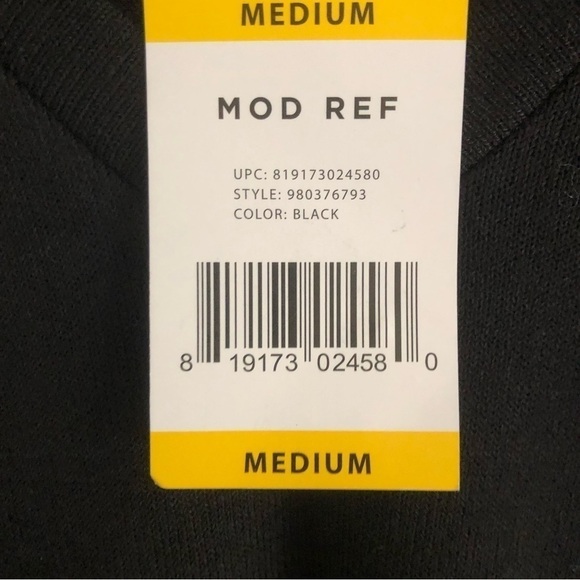 MEDIUM
MOD REF
UPC: 819173024580
STYLE: 980376793
COLOR: BLACK
8 19173 02458 0
MEDIUM